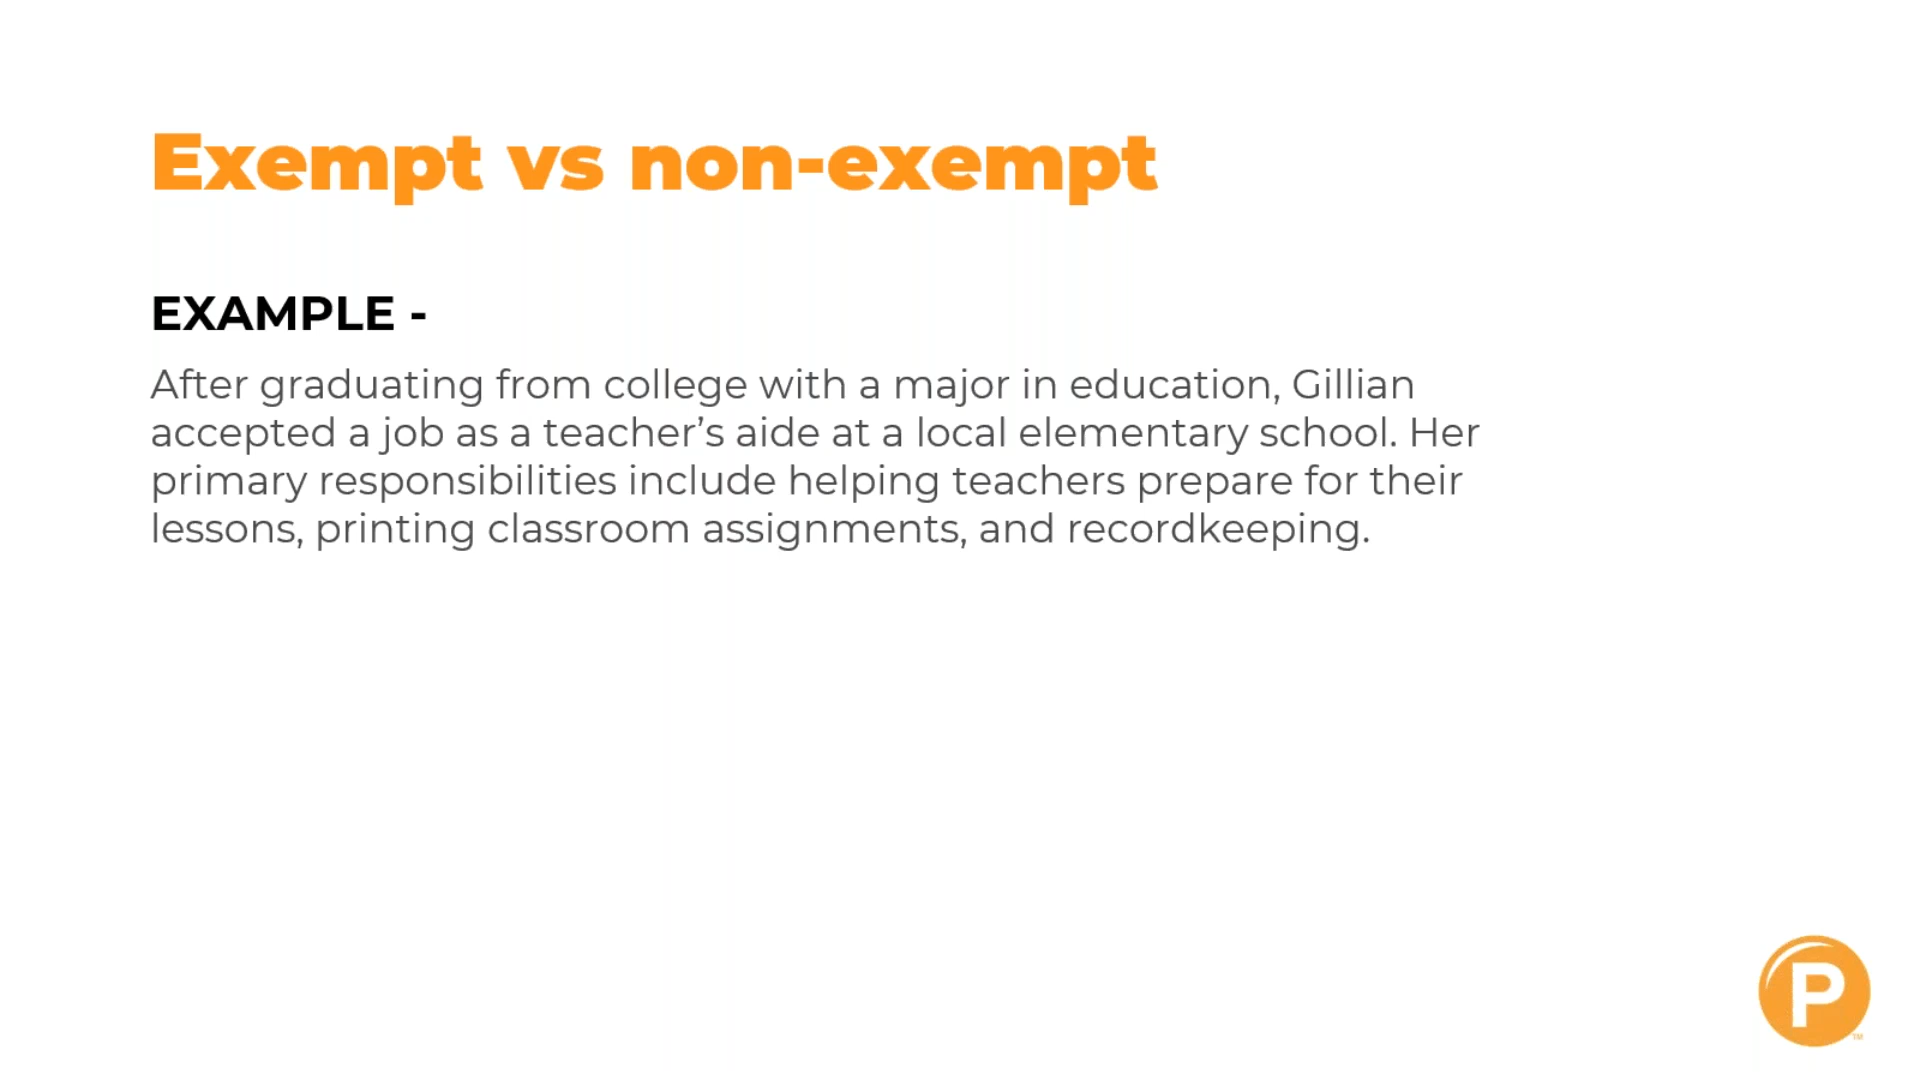 Exempt vs non-exempt
EXAMPLE -
After graduating from college with a major in education, Gillian
accepted a job as a teacher’s aide at a local elementary school. Her
primary responsibilities include helping teachers prepare for their
lessons, printing classroom assignments, and recordkeeping.
P
TM